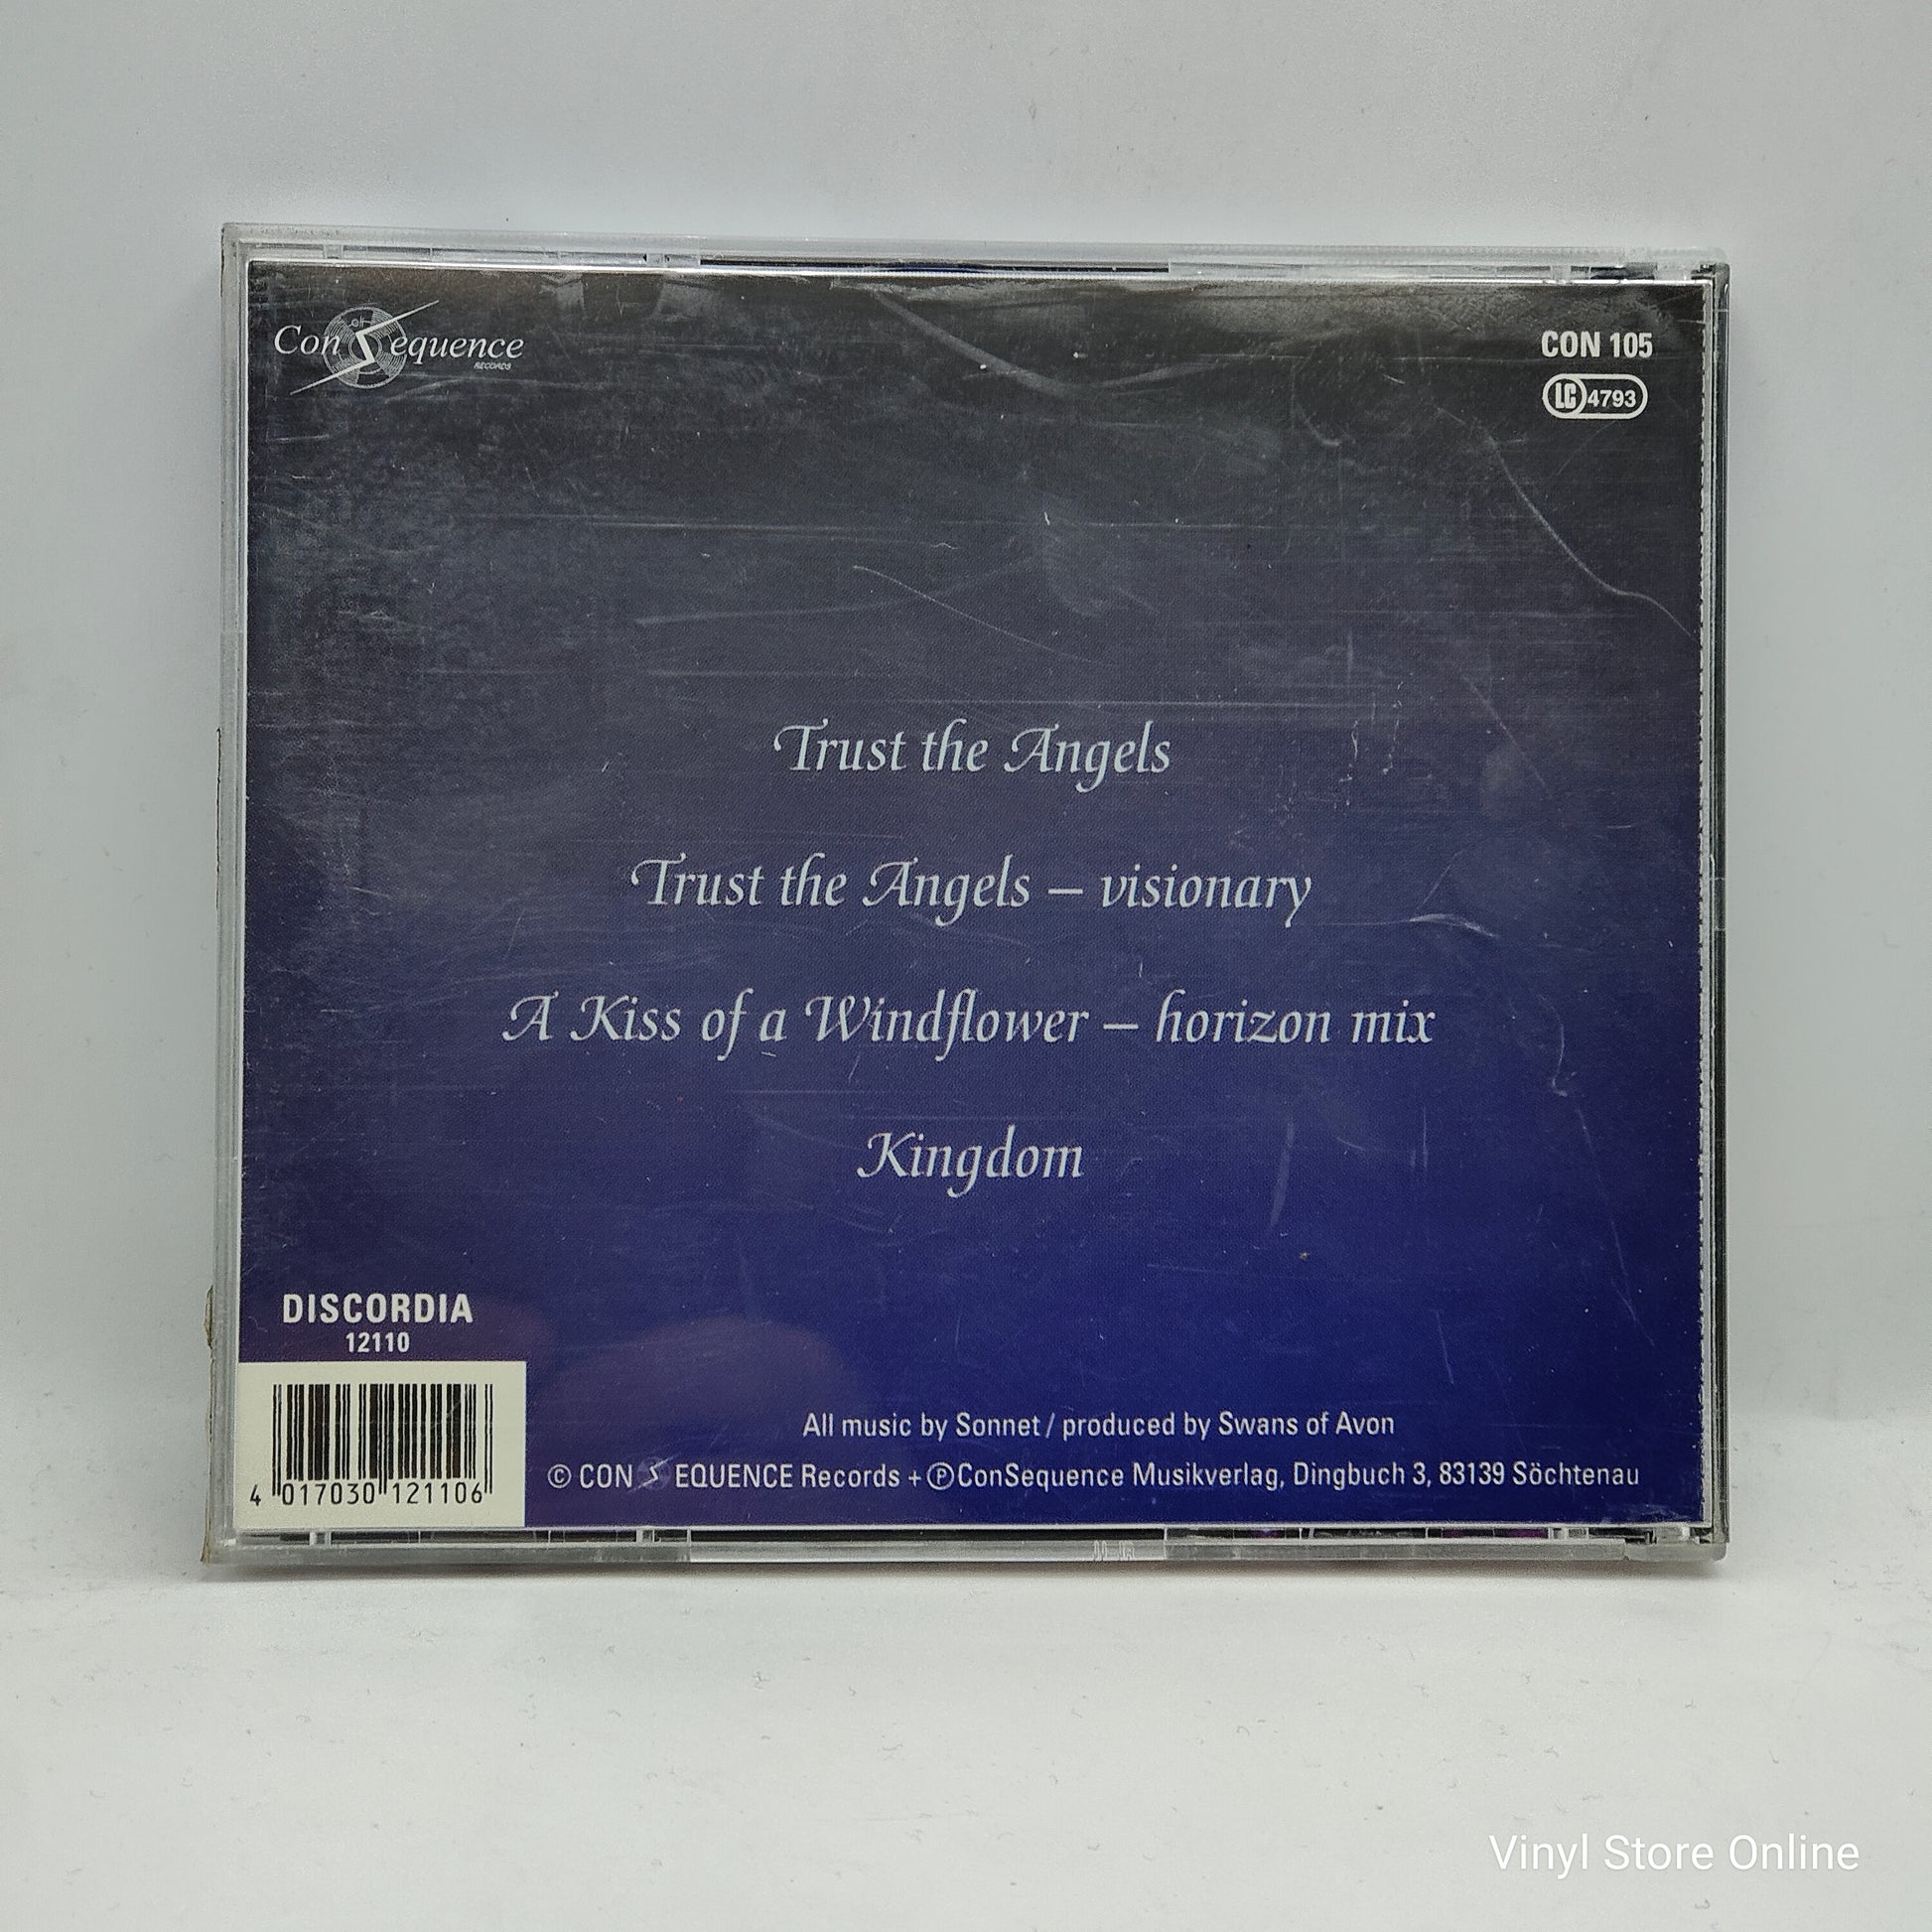 ConSequence
RECORDS
CON 105
LC 4793
Trust the Angels
Trust the Angels – visionary
A Kiss of a Windflower – horizon mix
Kingdom
DISCORDIA
12110
4 017030 121106
All music by Sonnet / produced by Swans of Avon
© CON S EQUENCE Records + ℗ ConSequence Musikverlag, Dingbuch 3, 83139 Söchtenau
Vinyl Store Online